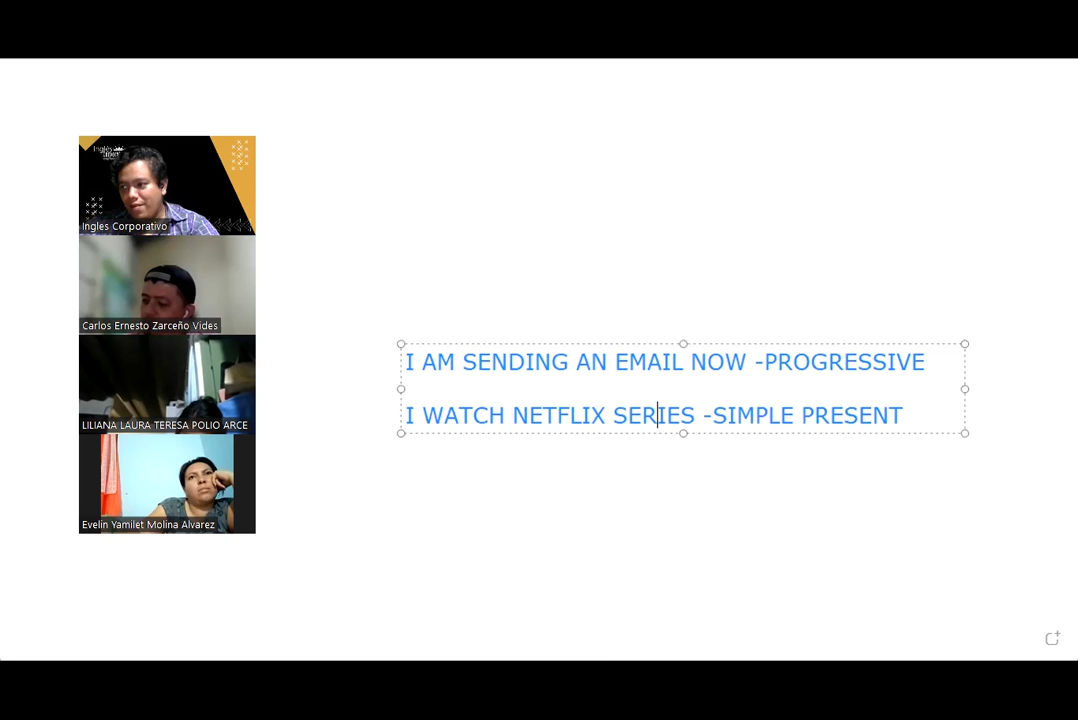 Inglés
Ingles Corporativo
Carlos Ernesto Zarceño Vides
LILIANA LAURA TERESA POLIO ARCE
Evelin Yamilet Molina Alvarez
I AM SENDING AN EMAIL NOW -PROGRESSIVE
I WATCH NETFLIX SERIES -SIMPLE PRESENT